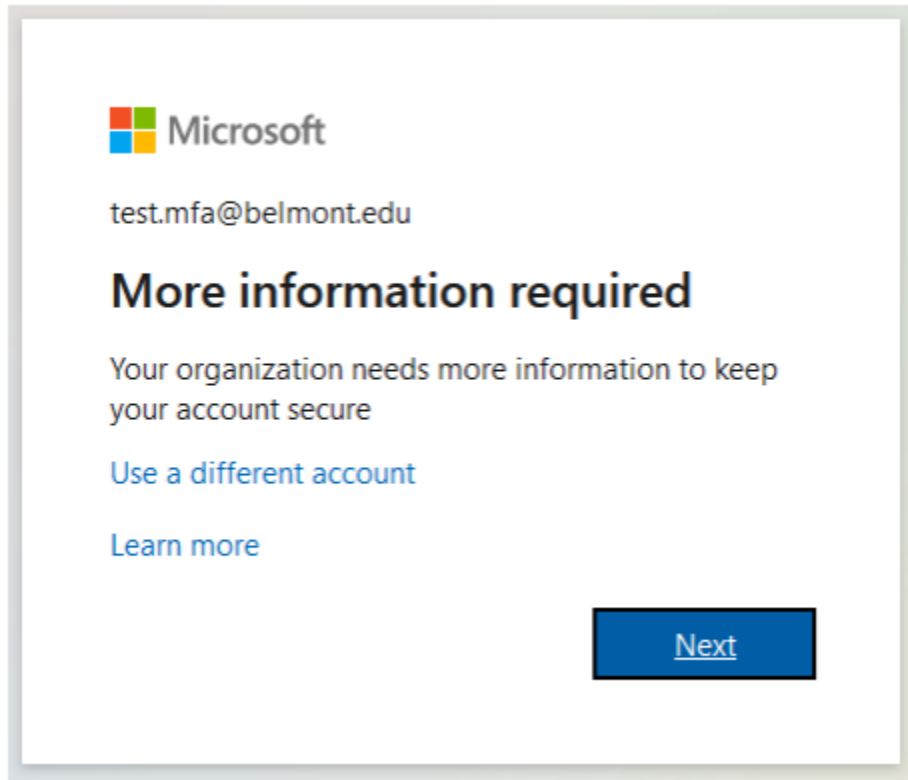 Microsoft
test.mfa@belmont.edu
More information required
Your organization needs more information to keep
your account secure
Use a different account
Learn more
Next